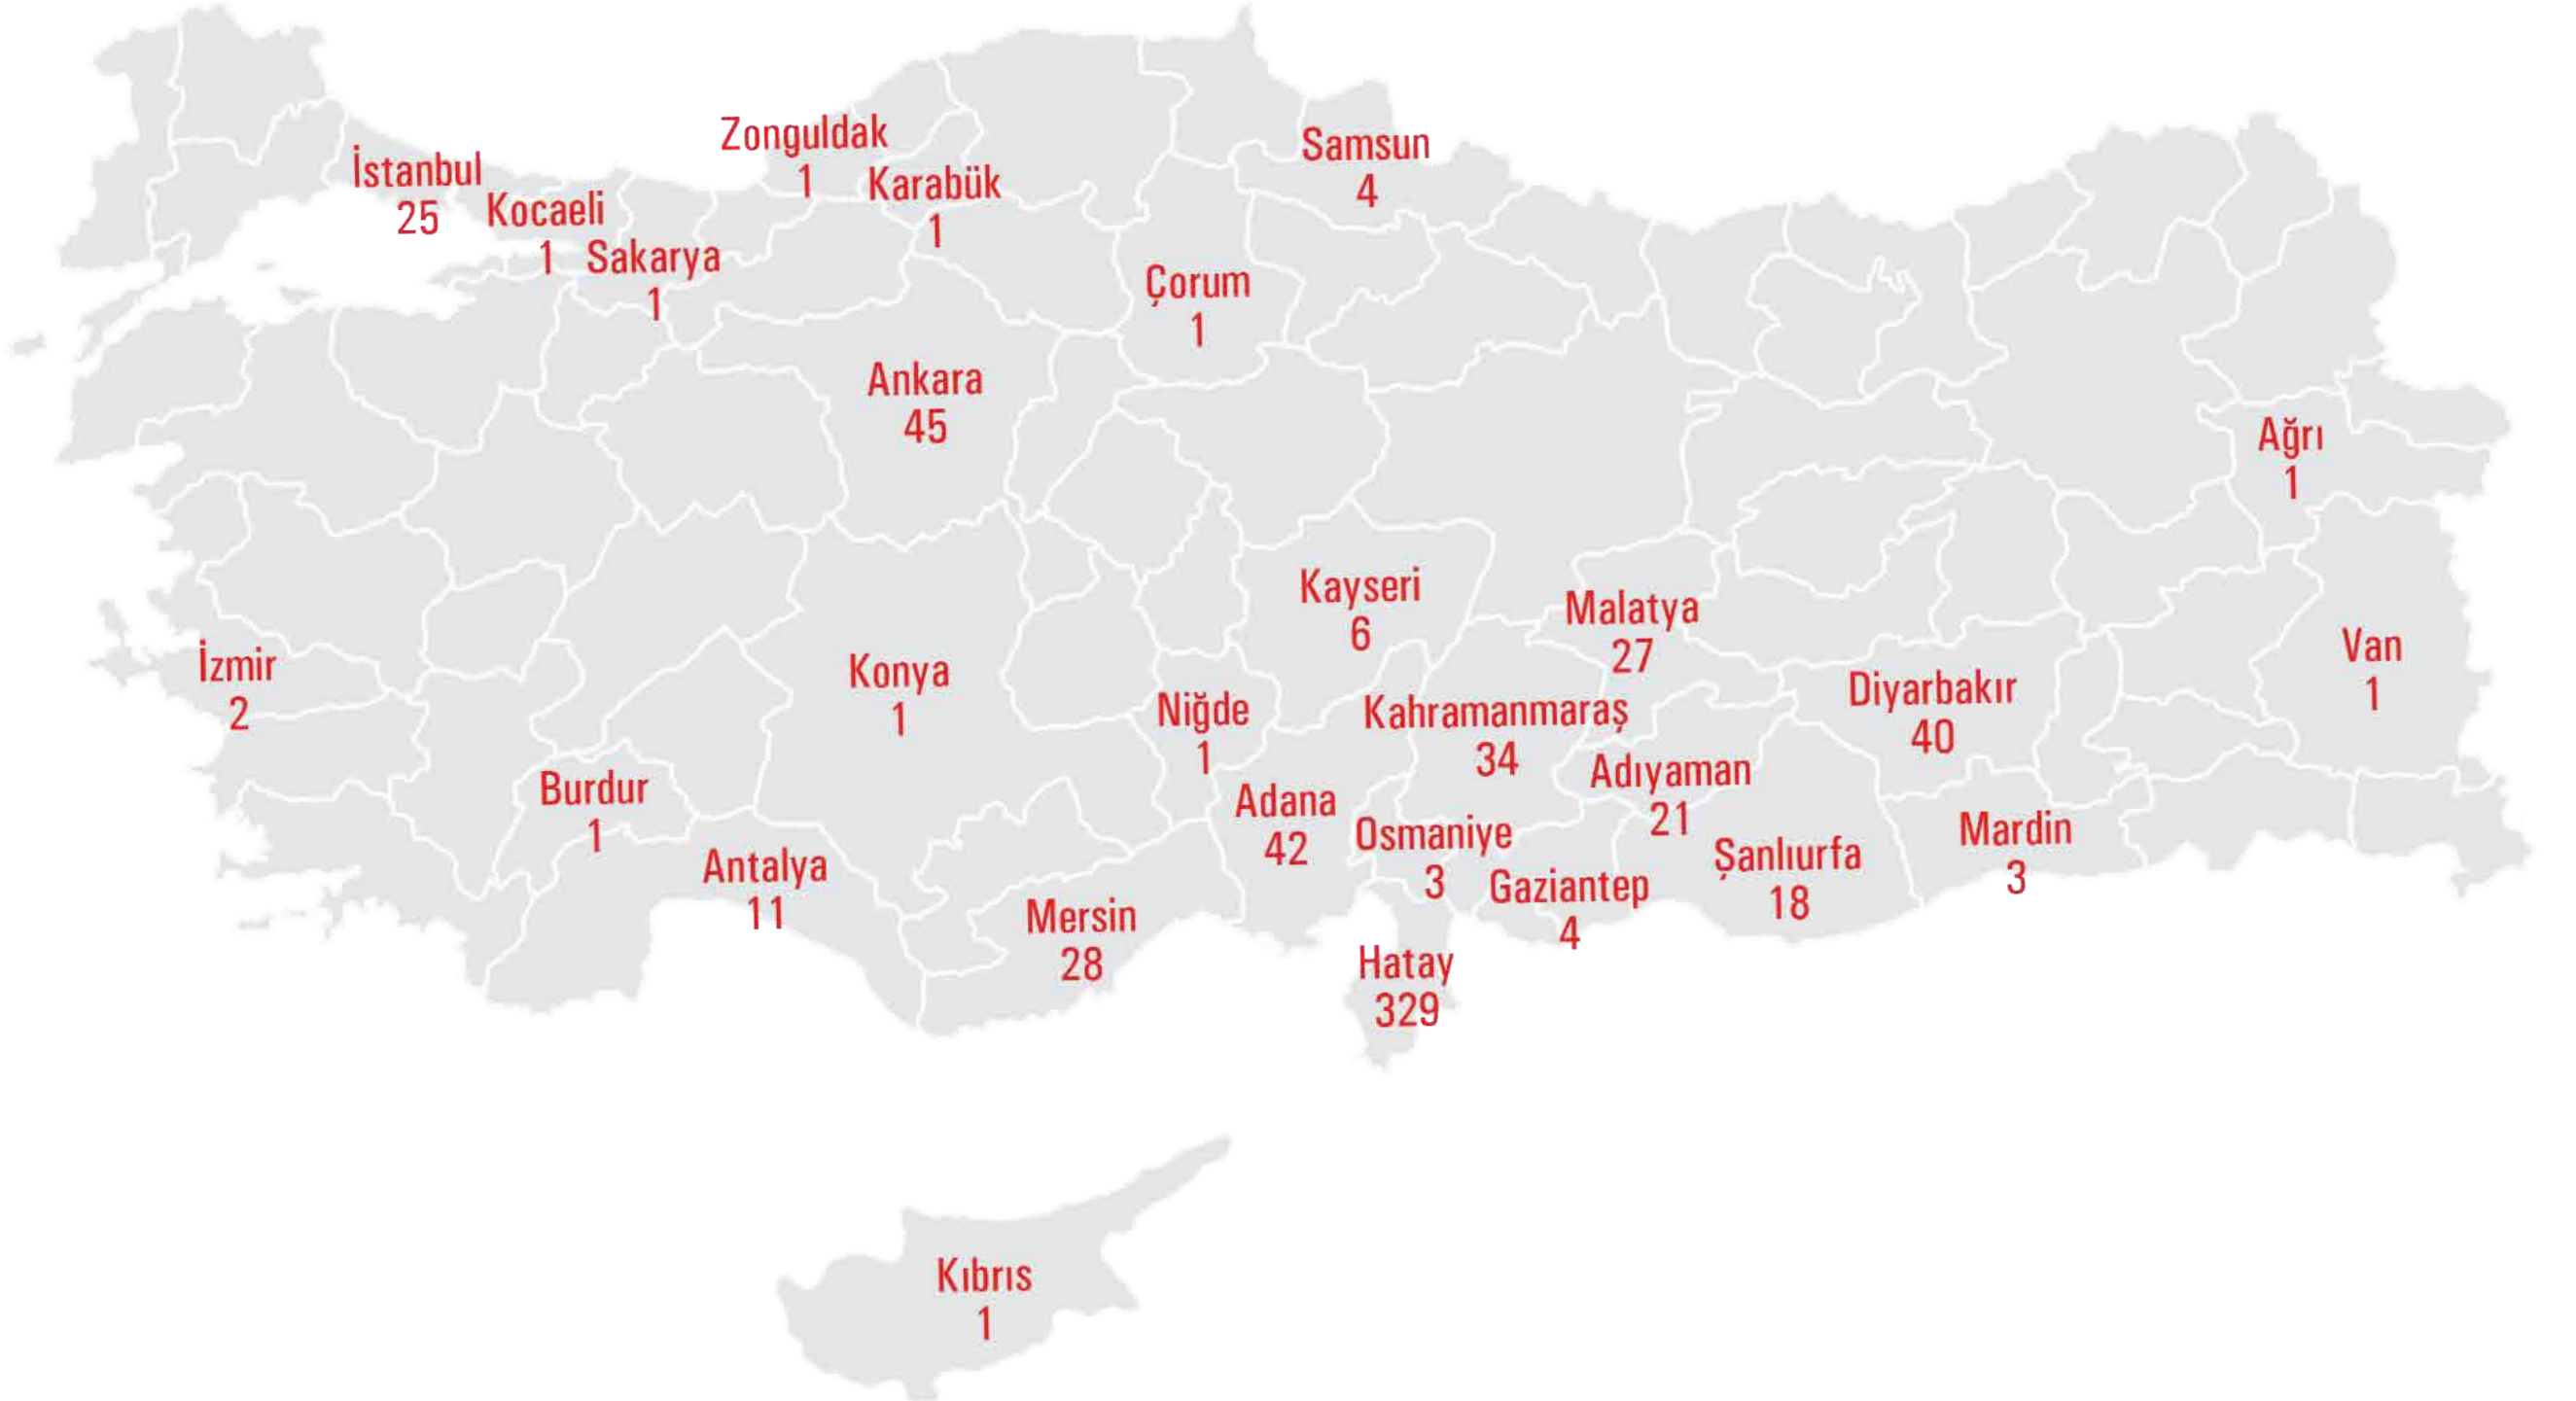 Zonguldak
1
Samsun
4
İstanbul
25
Karabük
1
Kocaeli
1
Sakarya
1
Çorum
1
Ankara
45
Ağrı
1
Kayseri
6
Malatya
27
Van
1
İzmir
2
Konya
1
Diyarbakır
40
Niğde
1
Kahramanmaraş
34
Adıyaman
21
Burdur
1
Adana
42
Osmaniye
3
Mardin
3
Şanlıurfa
18
Antalya
11
Gaziantep
4
Mersin
28
Hatay
329
Kıbrıs
1